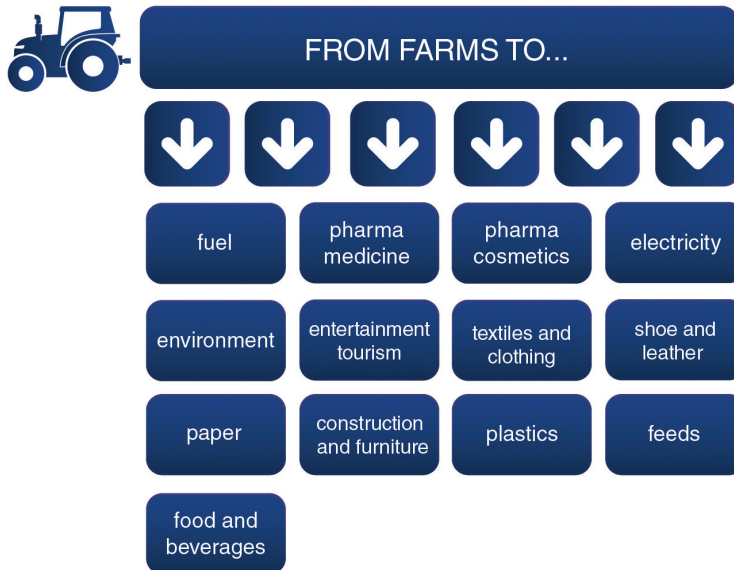 FROM FARMS TO...
fuel
pharma
medicine
pharma
cosmetics
electricity
environment
entertainment
tourism
textiles and
clothing
shoe and
leather
paper
construction
and furniture
plastics
feeds
food and
beverages